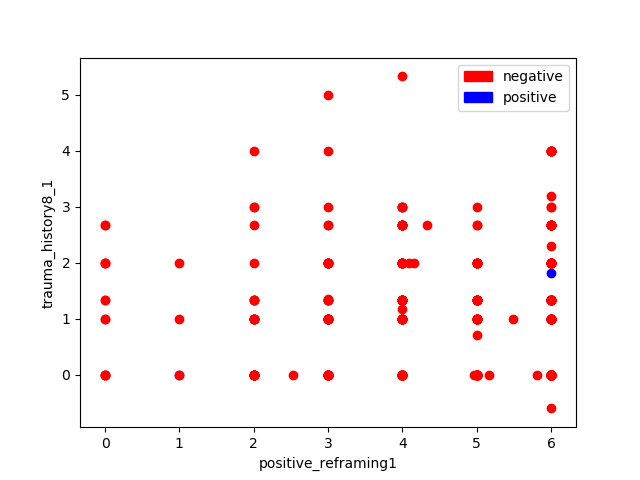 negative
positive
5
4
3
2
1
0
trauma_history8_1
0 1 2 3 4 5 6
positive_reframing1